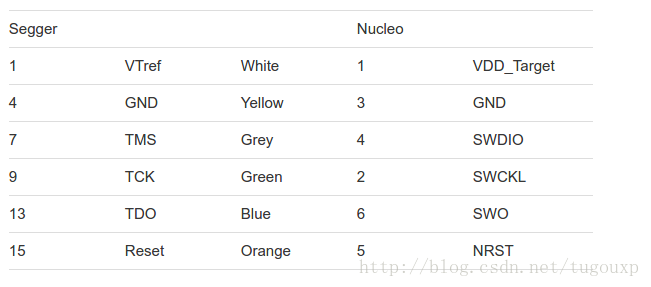 Segger Nucleo
1 VTref White 1 VDD_Target
4 GND Yellow 3 GND
7 TMS Grey 4 SWDIO
9 TCK Green 2 SWCKL
13 TDO Blue 6 SWO
15 Reset Orange 5 NRST
http://blog.csdn.net/tugouxp